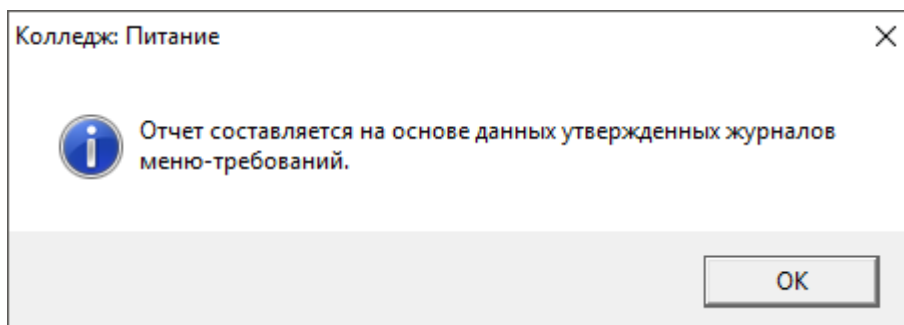 Колледж: Питание
Отчет составляется на основе данных утвержденных журналов
меню-требований.
OK